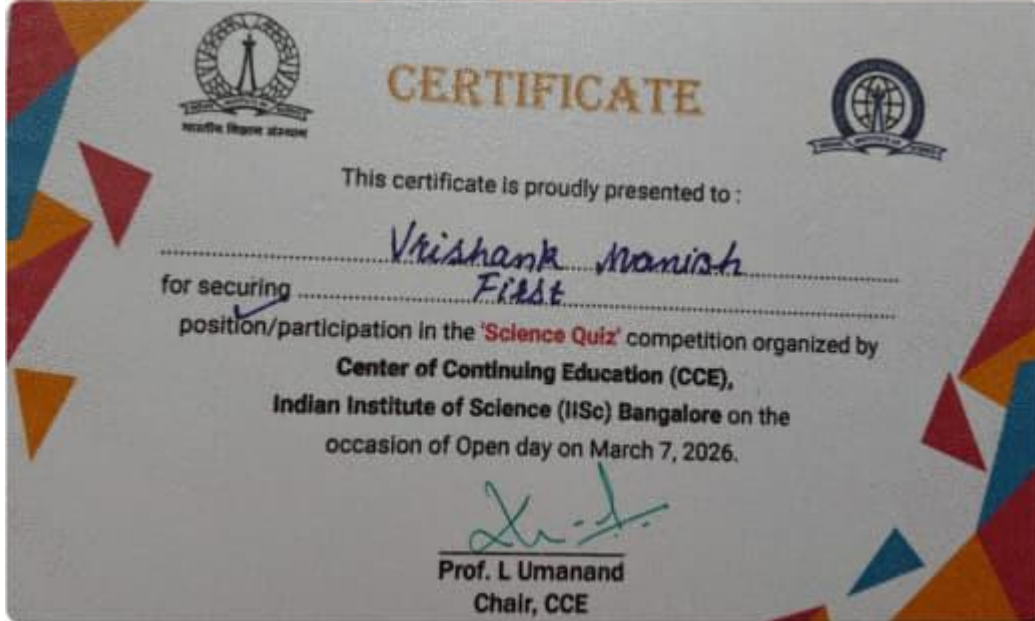 CERTIFICATE
भारतीय विज्ञान संस्थान
This certificate is proudly presented to :
Vrishank Manish
for securing First
position/participation in the 'Science Quiz' competition organized by
Center of Continuing Education (CCE),
Indian Institute of Science (IISc) Bangalore on the
occasion of Open day on March 7, 2026.
Prof. L Umanand
Chair, CCE